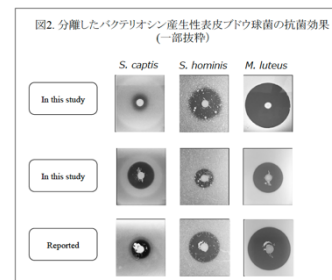 図2. 分離したバクテリオシン産生性表皮ブドウ球菌の抗菌効果
(一部抜粋)
S. captis S. hominis M. luteus
In this study
In this study
Reported